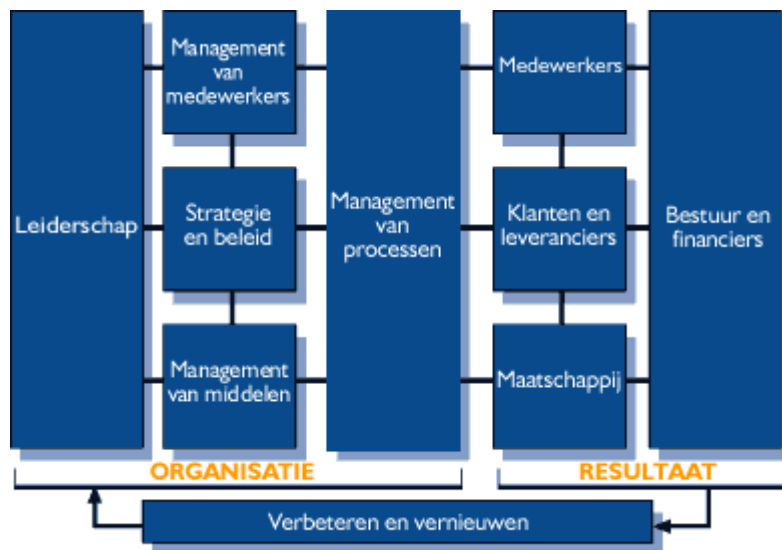 Leiderschap
Management
van
medewerkers
Strategie
en beleid
Management
van middelen
Management
van
processen
Medewerkers
Klanten en
leveranciers
Maatschappij
Bestuur en
financiers
ORGANISATIE
RESULTAAT
Verbeteren en vernieuwen